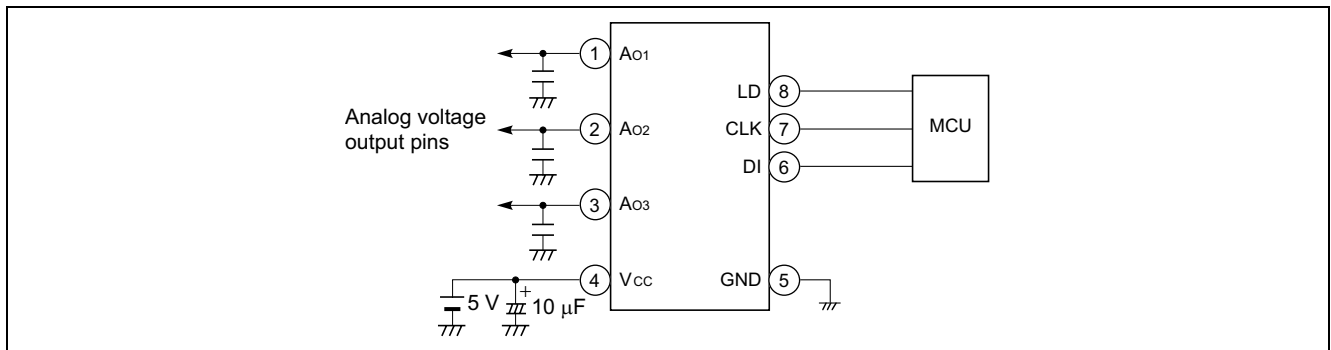 1 AO1
LD 8
Analog voltage
output pins
2 AO2
CLK 7
MCU
DI 6
3 AO3
4 VCC
GND 5
5 V
+
10 μF